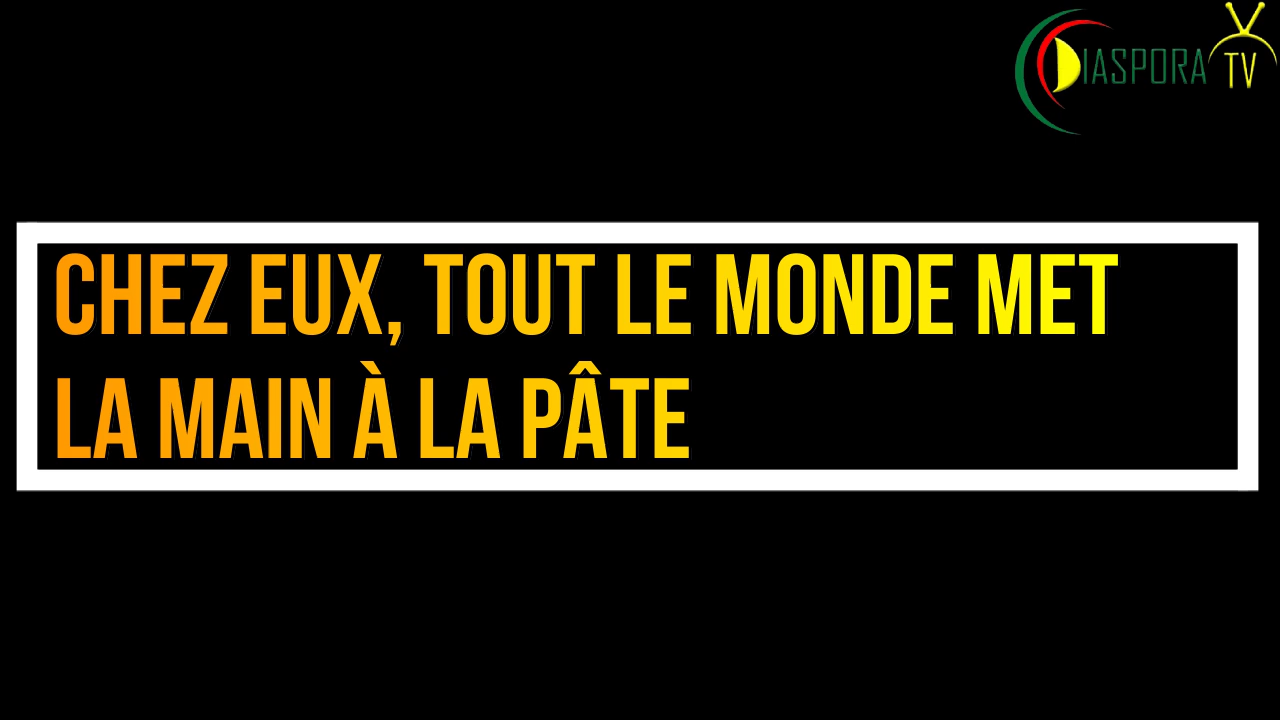 DIASPORA TV
CHEZ EUX, TOUT LE MONDE MET
LA MAIN À LA PÂTE